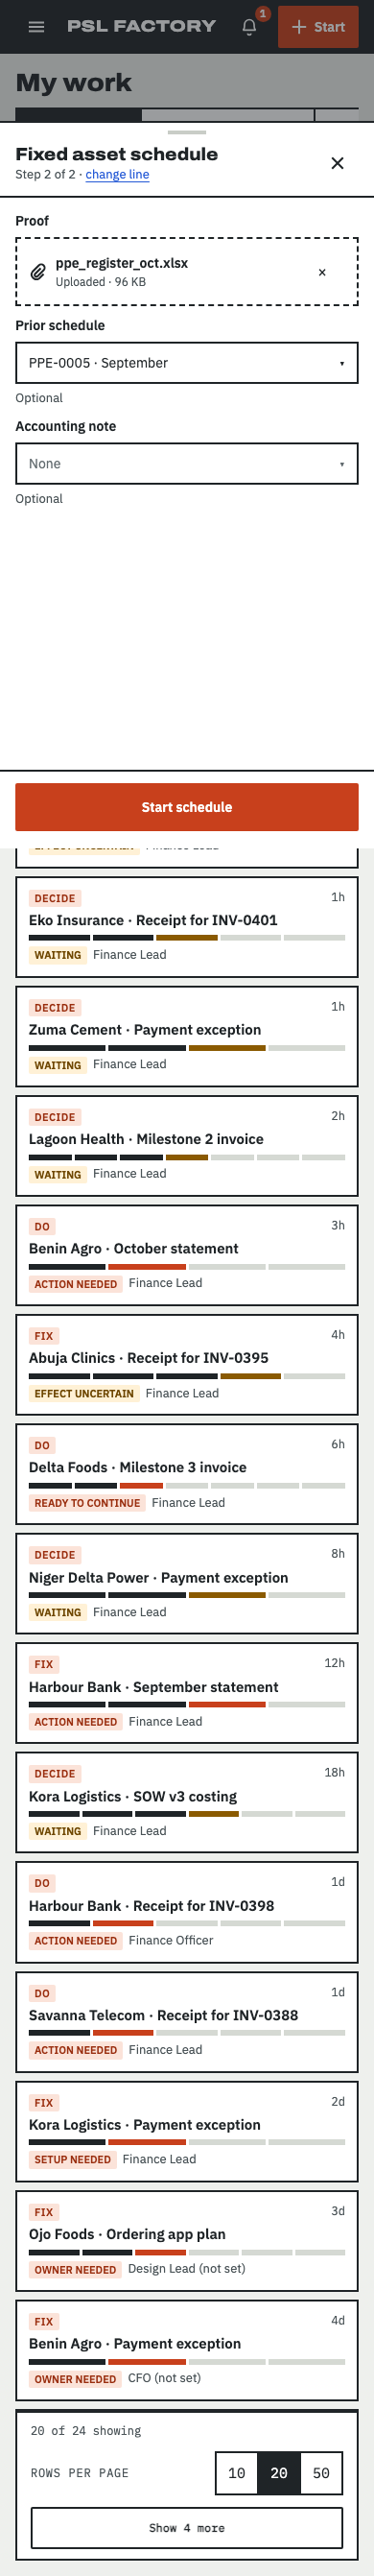 PSL FACTORY
1
Start
My work
Fixed asset schedule
Step 2 of 2 · change line
Proof
ppe_register_oct.xlsx
Uploaded · 96 KB
Prior schedule
PPE-0005 · September
Optional
Accounting note
None
Optional
Start schedule
EFFECT UNCERTAIN Finance Lead
DECIDE 1h
Eko Insurance · Receipt for INV-0401
WAITING Finance Lead
DECIDE 1h
Zuma Cement · Payment exception
WAITING Finance Lead
DECIDE 2h
Lagoon Health · Milestone 2 invoice
WAITING Finance Lead
DO 3h
Benin Agro · October statement
ACTION NEEDED Finance Lead
FIX 4h
Abuja Clinics · Receipt for INV-0395
EFFECT UNCERTAIN Finance Lead
DO 6h
Delta Foods · Milestone 3 invoice
READY TO CONTINUE Finance Lead
DECIDE 8h
Niger Delta Power · Payment exception
WAITING Finance Lead
FIX 12h
Harbour Bank · September statement
ACTION NEEDED Finance Lead
DECIDE 18h
Kora Logistics · SOW v3 costing
WAITING Finance Lead
DO 1d
Harbour Bank · Receipt for INV-0398
ACTION NEEDED Finance Officer
DO 1d
Savanna Telecom · Receipt for INV-0388
ACTION NEEDED Finance Lead
FIX 2d
Kora Logistics · Payment exception
SETUP NEEDED Finance Lead
FIX 3d
Ojo Foods · Ordering app plan
OWNER NEEDED Design Lead (not set)
FIX 4d
Benin Agro · Payment exception
OWNER NEEDED CFO (not set)
20 of 24 showing
ROWS PER PAGE 10 20 50
Show 4 more